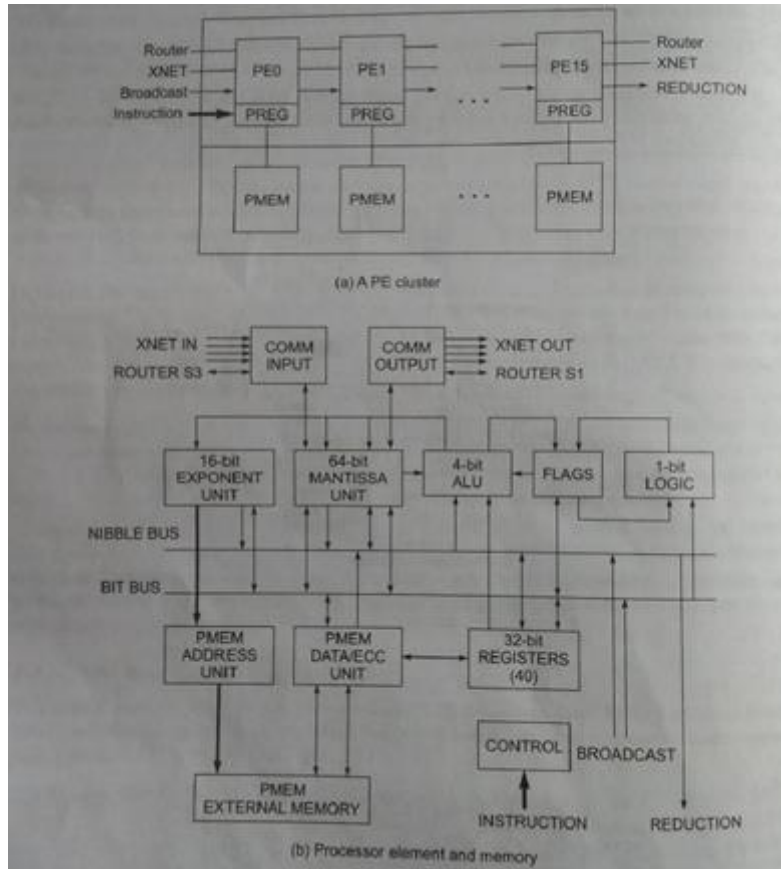 Router
XNET
Broadcast
Instruction
PE0
PREG
PE1
PREG
. . .
PE15
PREG
Router
XNET
REDUCTION
PMEM
PMEM
. . .
PMEM
(a) A PE cluster
XNET IN
ROUTER S3
COMM
INPUT
COMM
OUTPUT
XNET OUT
ROUTER S1
16-bit
EXPONENT
UNIT
64-bit
MANTISSA
UNIT
4-bit
ALU
FLAGS
1-bit
LOGIC
NIBBLE BUS
BIT BUS
PMEM
ADDRESS
UNIT
PMEM
DATA/ECC
UNIT
32-bit
REGISTERS
(40)
CONTROL
BROADCAST
PMEM
EXTERNAL MEMORY
INSTRUCTION
REDUCTION
(b) Processor element and memory